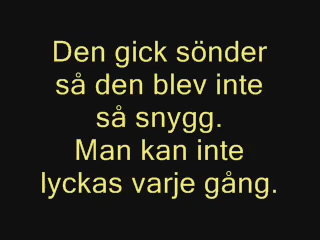 Den gick sönder
så den blev inte
så snygg.
Man kan inte
lyckas varje gång.